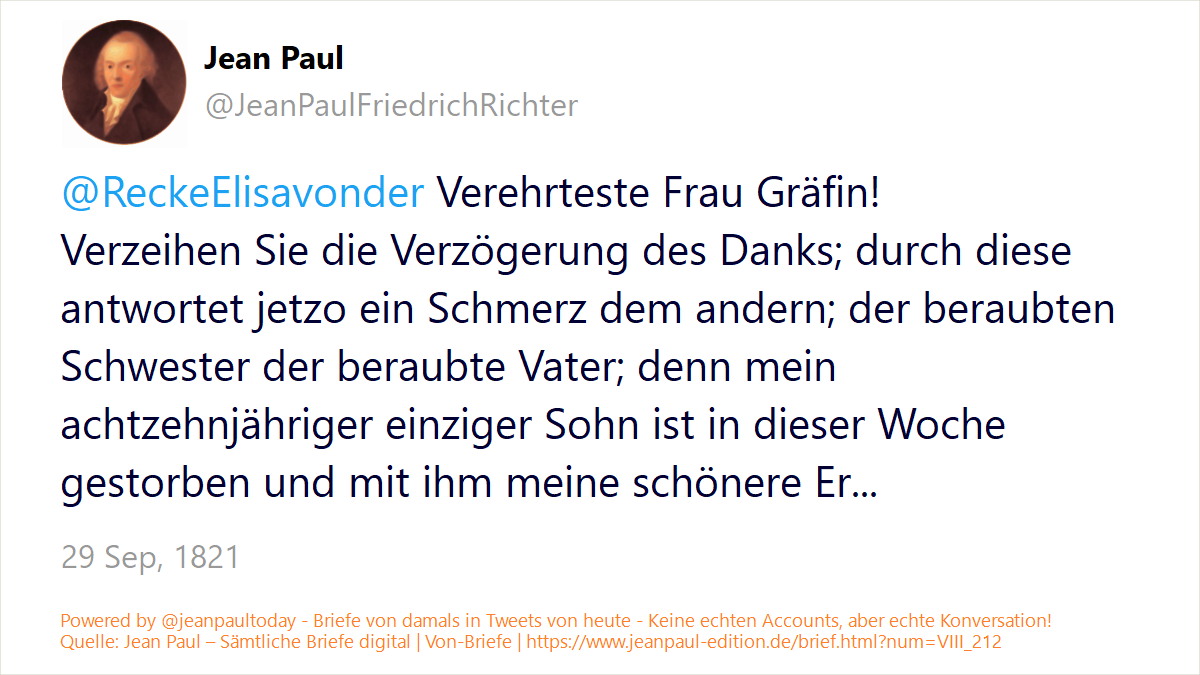 Jean Paul
@JeanPaulFriedrichRichter
@ReckeElisavonder Verehrteste Frau Gräfin!
Verzeihen Sie die Verzögerung des Danks; durch diese
antwortet jetzo ein Schmerz dem andern; der beraubten
Schwester der beraubte Vater; denn mein
achtzehnjähriger einziger Sohn ist in dieser Woche
gestorben und mit ihm meine schönere Er...
29 Sep, 1821
Powered by @jeanpaultoday - Briefe von damals in Tweets von heute - Keine echten Accounts, aber echte Konversation!
Quelle: Jean Paul – Sämtliche Briefe digital | Von-Briefe | https://www.jeanpaul-edition.de/brief.html?num=VIII_212